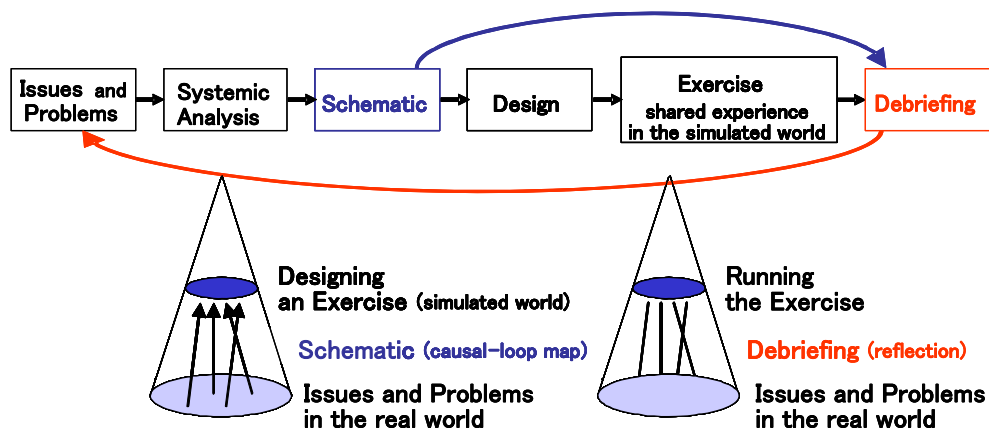 Issues and
Problems
Systemic
Analysis
Schematic
Design
Exercise
shared experience
in the simulated world
Debriefing
Designing
an Exercise (simulated world)
Schematic (causal-loop map)
Issues and Problems
in the real world
Running
the Exercise
Debriefing (reflection)
Issues and Problems
in the real world